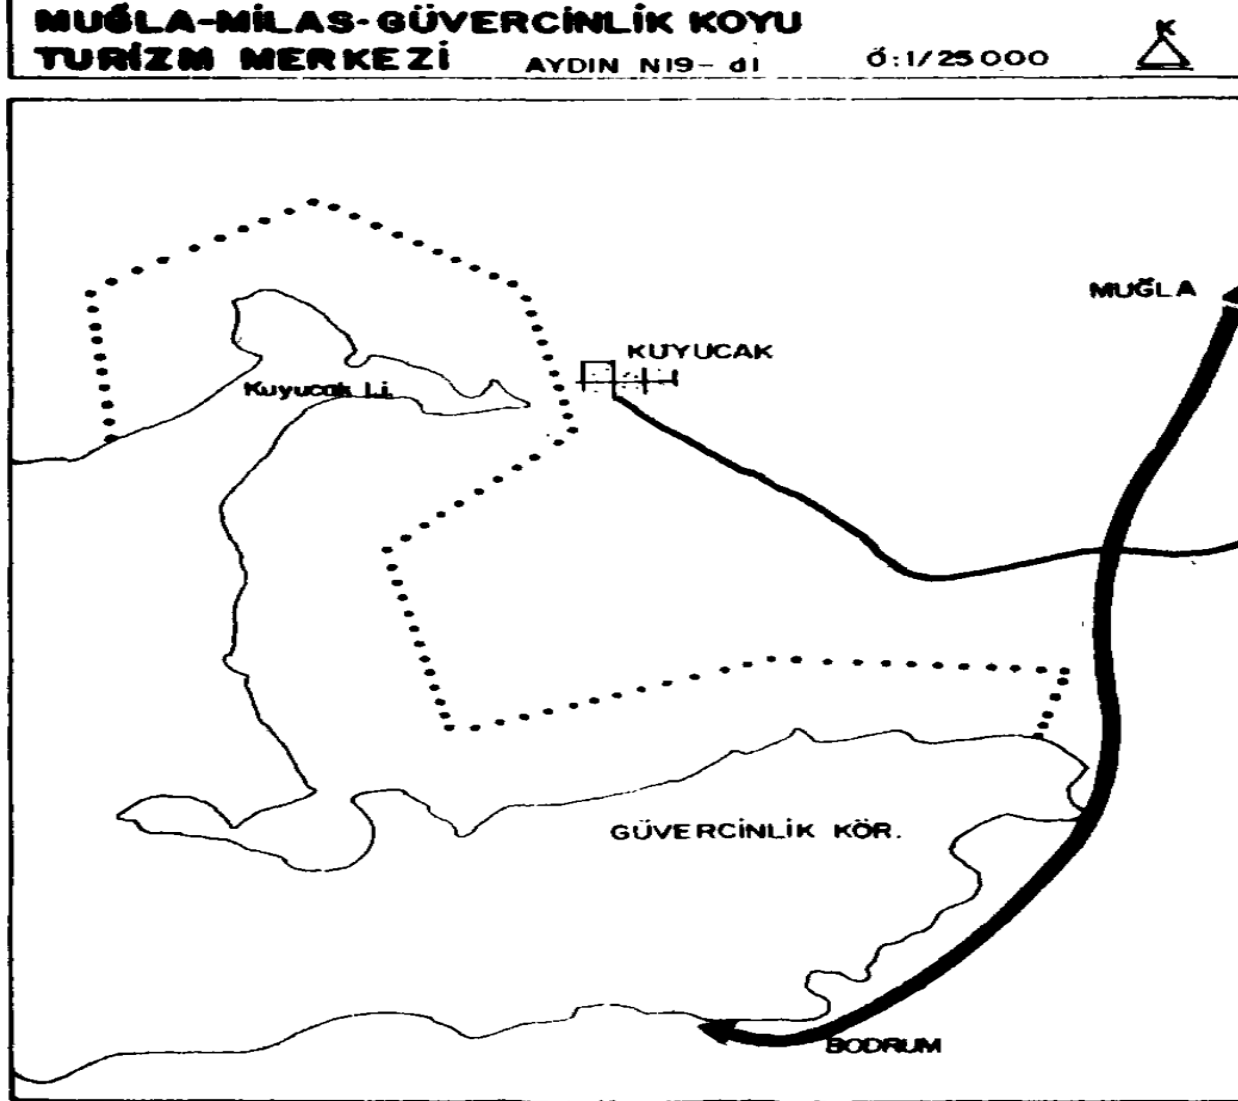 MUĞLA-MİLAS-GÜVERCİNLİK KOYU
TURİZM MERKEZİ AYDIN N19-d1 Ö:1/25000
K
MUĞLA
KUYUCAK
Kuyucak Li.
GÜVERCİNLİK KÖR.
BODRUM